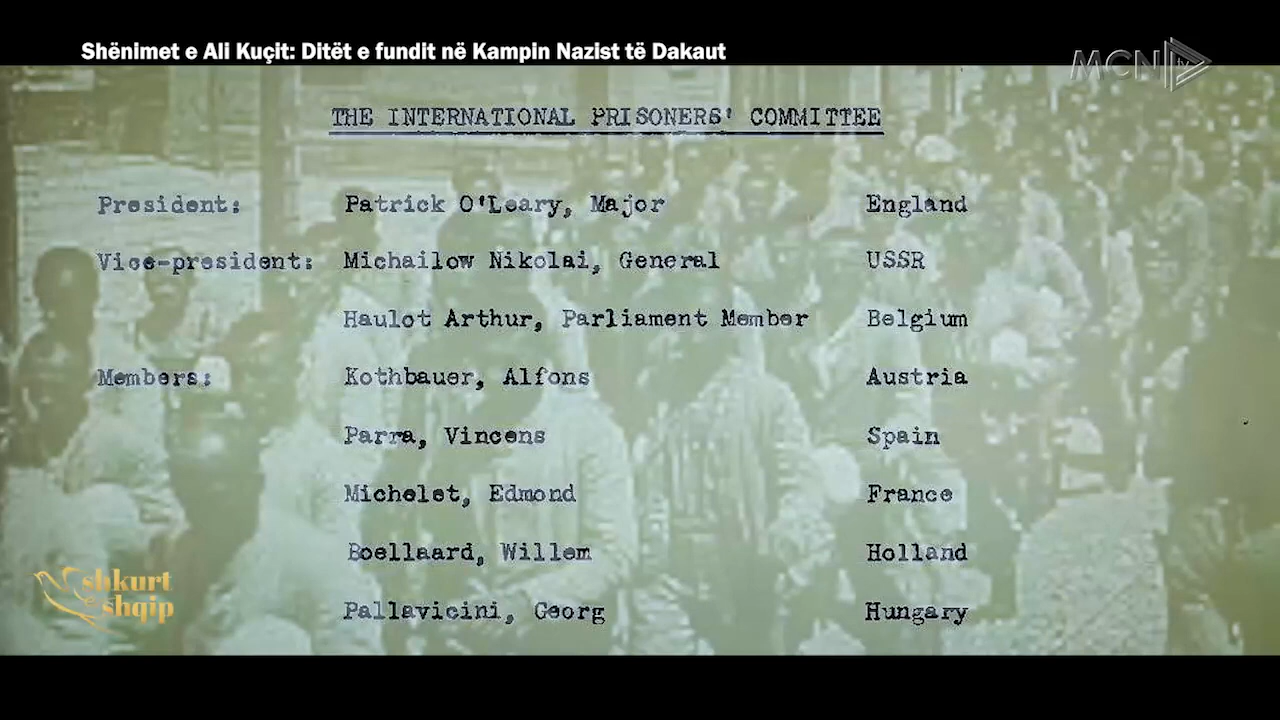 Shënimet e Ali Kuçit: Ditët e fundit në Kampin Nazist të Dakaut
MCN tv
THE INTERNATIONAL PRISONERS' COMMITTEE
President: Patrick O'Leary, Major England
Vice-president: Michailow Nikolai, General USSR
Haulot Arthur, Parliament Member Belgium
Members: Kothbauer, Alfons Austria
Parra, Vincens Spain
Michelet, Edmond France
Boellaard, Willem Holland
Pallavicini, Georg Hungary
shkurt
e shqip